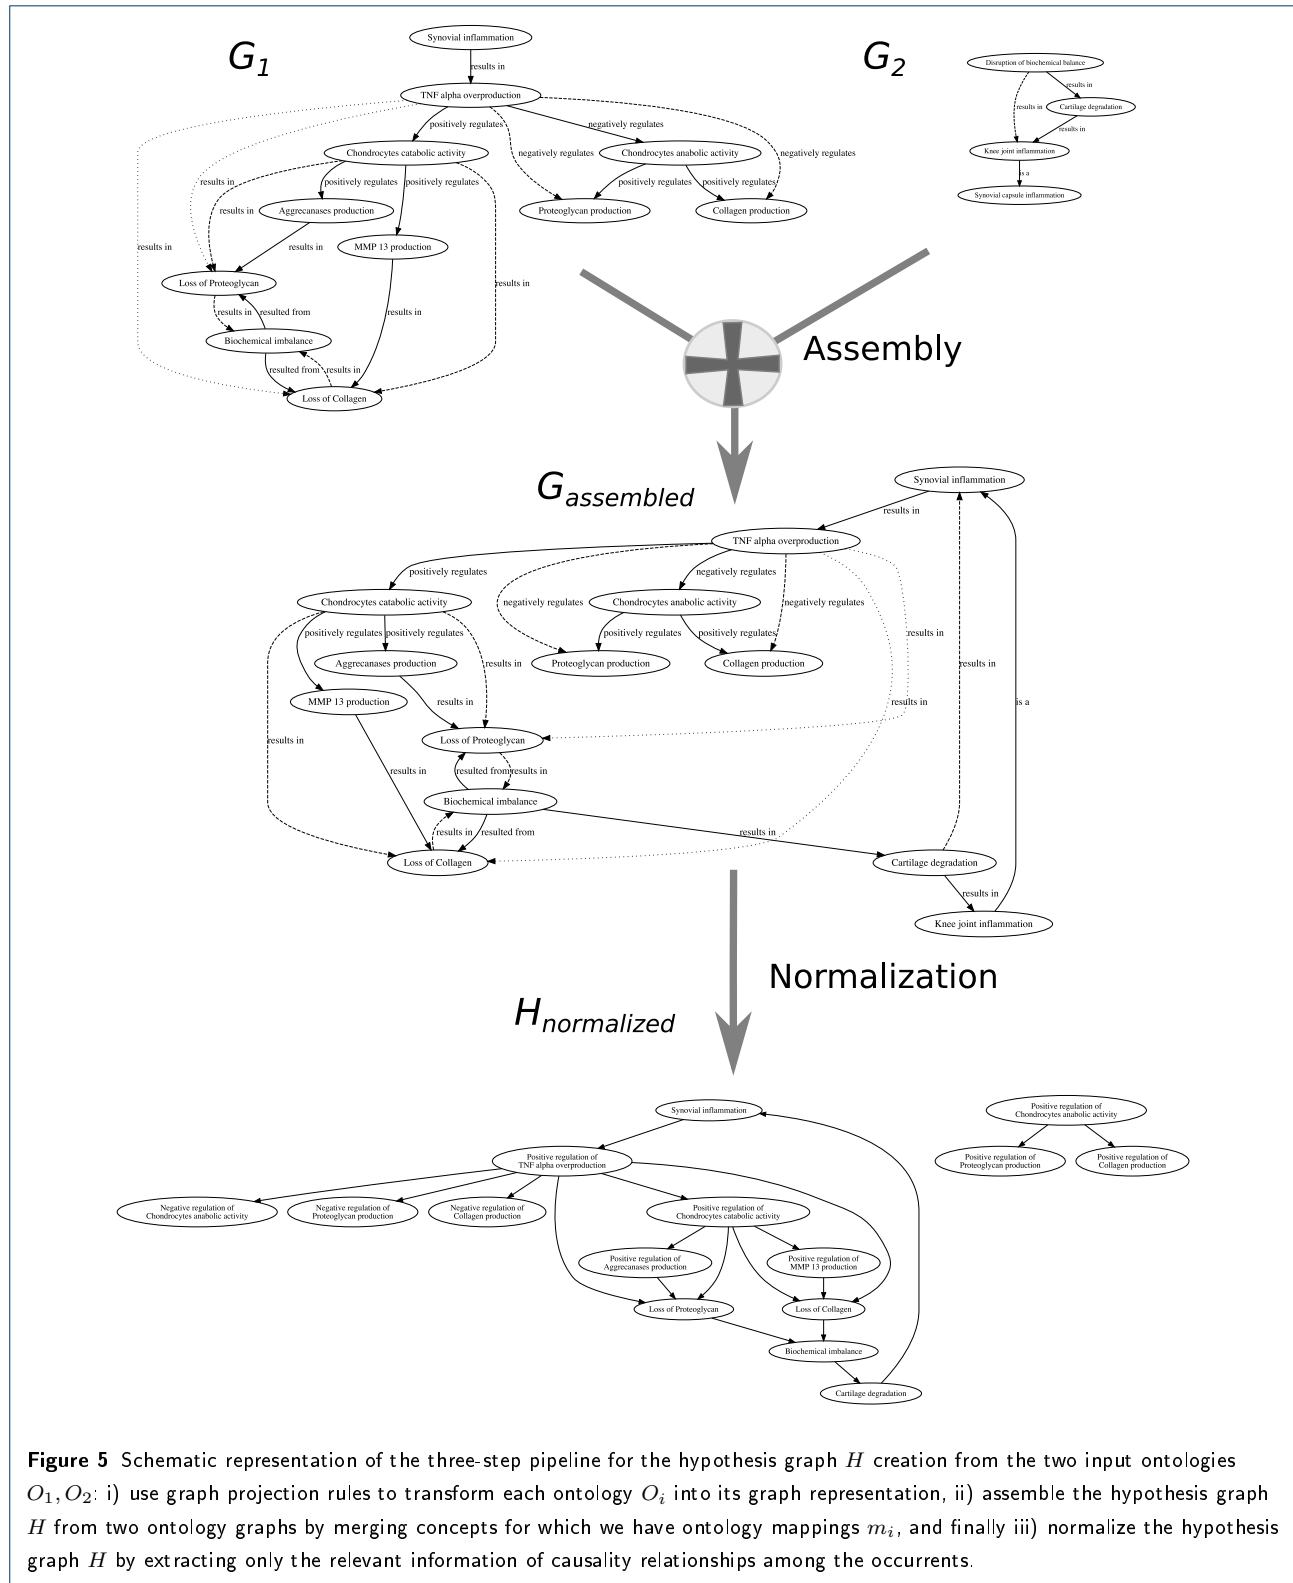 G1
G2
Synovial inflammation
results in
TNF alpha overproduction
positively regulates
negatively regulates
Chondrocytes catabolic activity
negatively regulates
Chondrocytes anabolic activity
negatively regulates
results in
positively regulates
positively regulates
positively regulates
positively regulates
results in
Aggrecanases production
Proteoglycan production
Collagen production
results in
results in
MMP 13 production
Loss of Proteoglycan
results in
results in
resulted from
results in
Biochemical imbalance
resulted from
results in
Loss of Collagen
Disruption of biochemical balance
results in
results in
Cartilage degradation
results in
Knee joint inflammation
is a
Synovial capsule inflammation
Assembly
Gassembled
Synovial inflammation
results in
TNF alpha overproduction
positively regulates
negatively regulates
Chondrocytes catabolic activity
negatively regulates
Chondrocytes anabolic activity
negatively regulates
positively regulates
positively regulates
positively regulates
positively regulates
results in
Aggrecanases production
results in
Proteoglycan production
Collagen production
results in
MMP 13 production
results in
results in
is a
results in
Loss of Proteoglycan
results in
resulted from
results in
Biochemical imbalance
results in
resulted from
results in
Loss of Collagen
Cartilage degradation
results in
Knee joint inflammation
Normalization
Hnormalized
Synovial inflammation
Positive regulation of
TNF alpha overproduction
Negative regulation of
Chondrocytes anabolic activity
Negative regulation of
Proteoglycan production
Negative regulation of
Collagen production
Positive regulation of
Chondrocytes catabolic activity
Positive regulation of
Aggrecanases production
Positive regulation of
MMP 13 production
Loss of Proteoglycan
Loss of Collagen
Biochemical imbalance
Cartilage degradation
Positive regulation of
Chondrocytes anabolic activity
Positive regulation of
Proteoglycan production
Positive regulation of
Collagen production
Figure 5 Schematic representation of the three-step pipeline for the hypothesis graph H creation from the two input ontologies
O1, O2: i) use graph projection rules to transform each ontology Oi into its graph representation, ii) assemble the hypothesis graph
H from two ontology graphs by merging concepts for which we have ontology mappings mi, and finally iii) normalize the hypothesis
graph H by extracting only the relevant information of causality relationships among the occurrents.